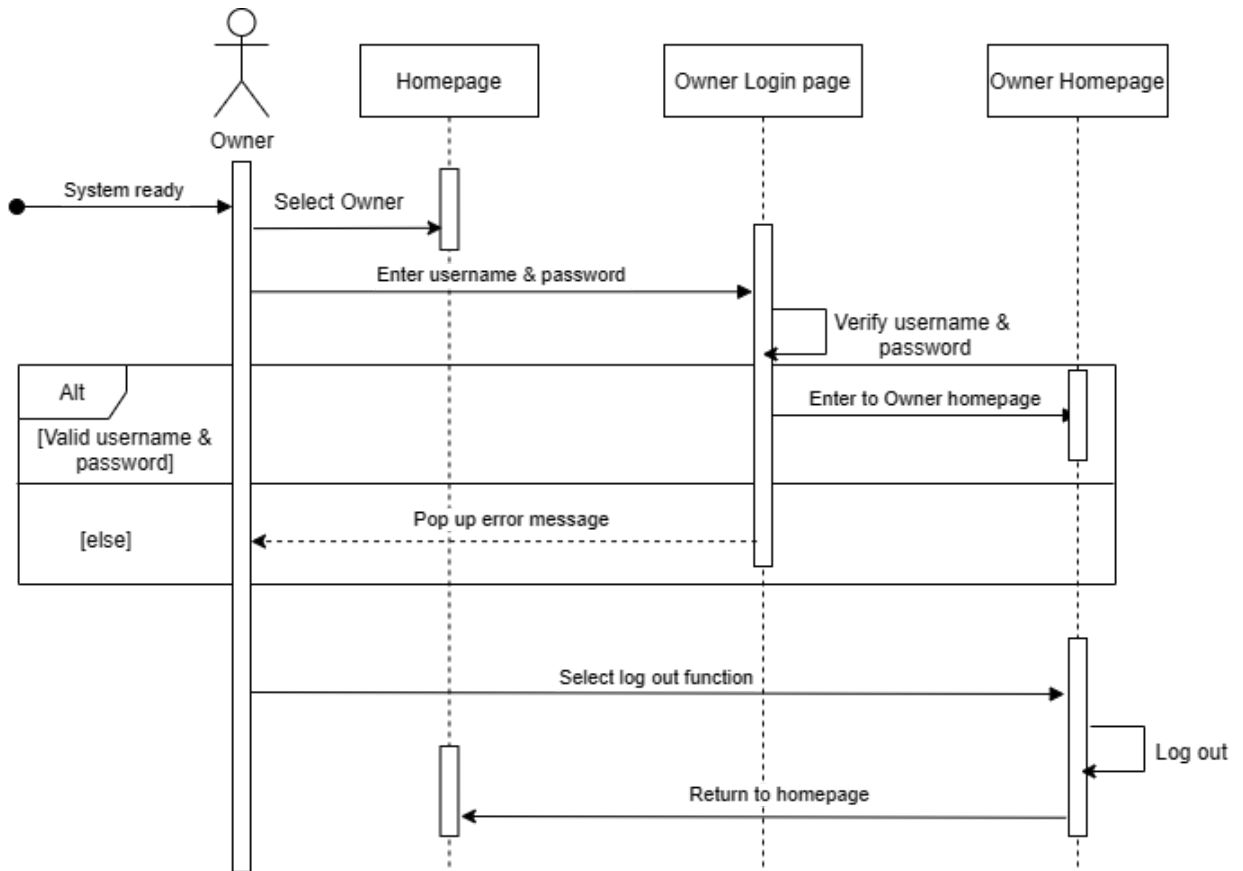 Homepage
Owner Login page
Owner Homepage
Owner
System ready
Select Owner
Enter username & password
Verify username &
password
Alt
[Valid username &
password]
Enter to Owner homepage
Pop up error message
[else]
Select log out function
Log out
Return to homepage